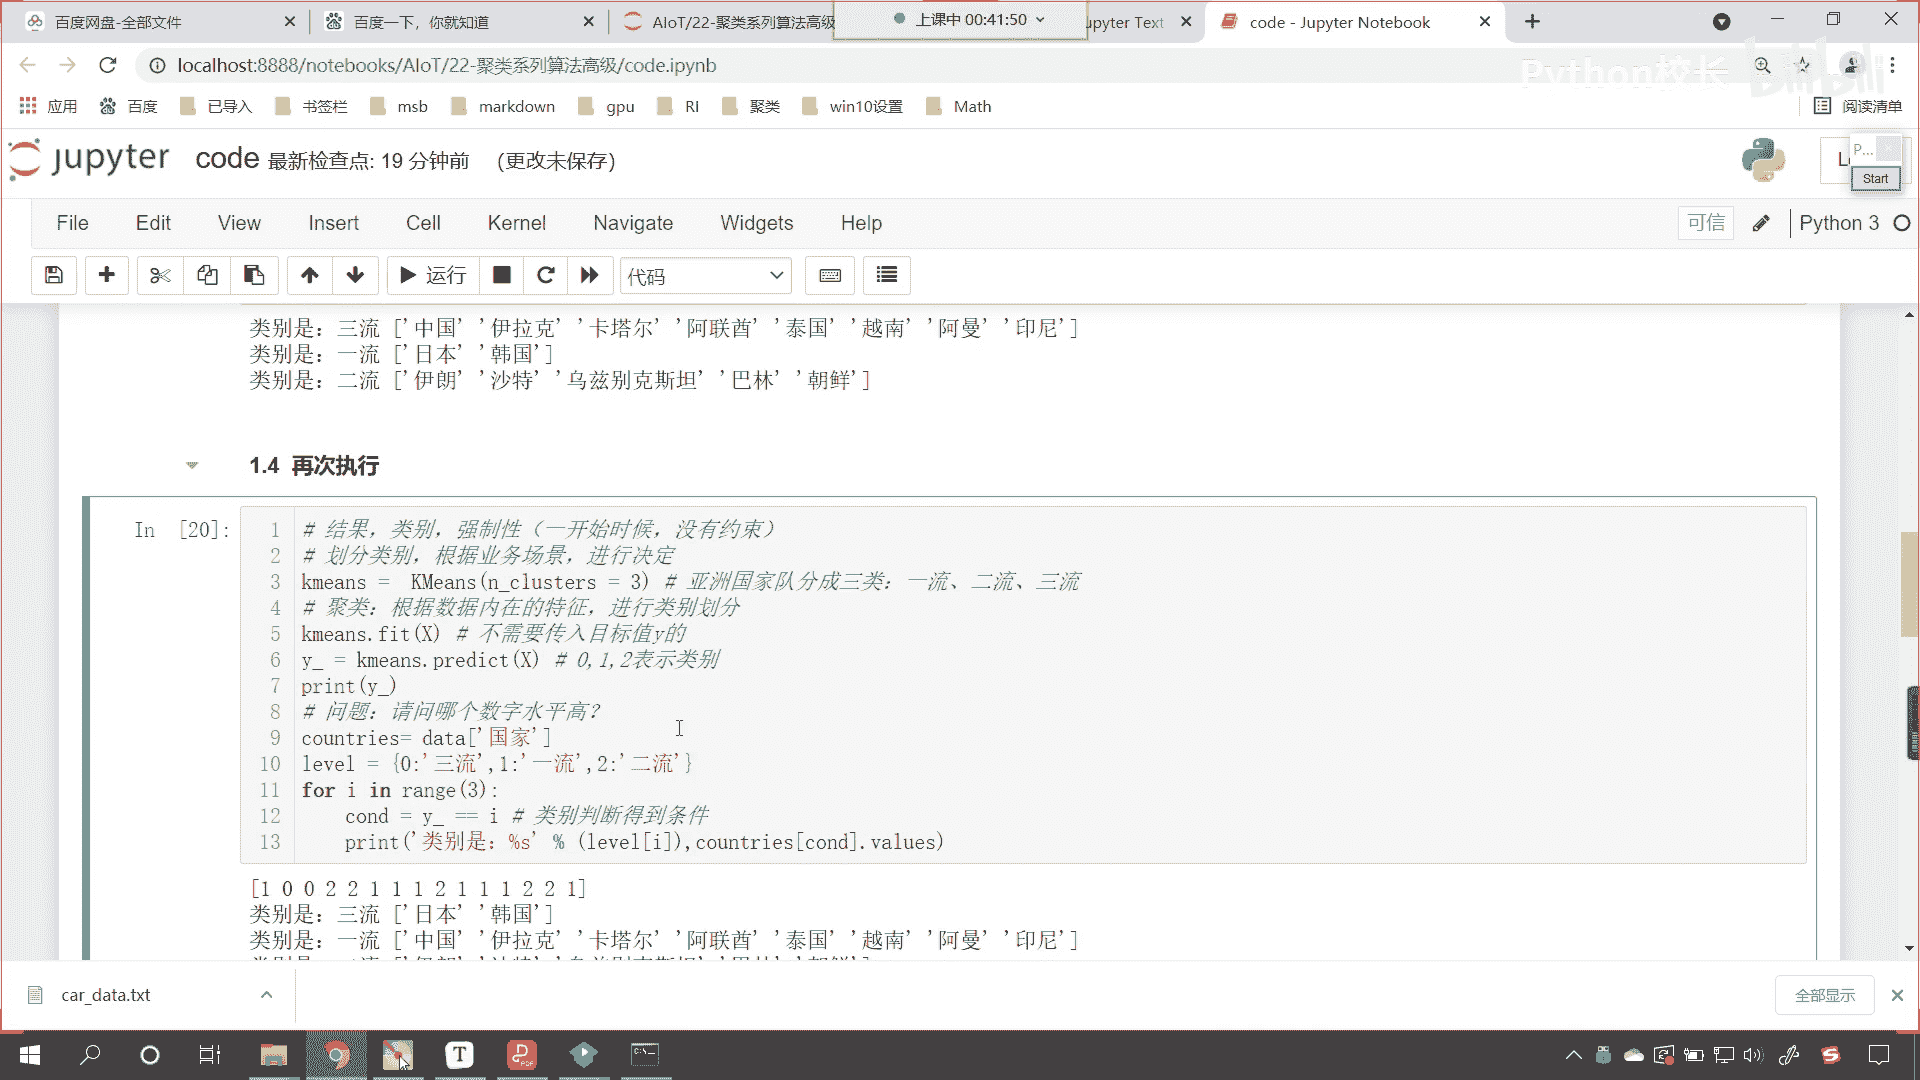 百度网盘-全部文件
百度一下，你就知道
AIoT/22-聚类系列算法高级
上课中 00:41:50
upyter Text
code - Jupyter Notebook
localhost:8888/notebooks/AIoT/22-聚类系列算法高级/code.ipynb
Python校长
bilibili
应用 百度 已导入 书签栏 msb markdown gpu RI 聚类 win10设置 Math 阅读清单
jupyter code 最新检查点: 19 分钟前 (更改未保存)
P...
Start
File Edit View Insert Cell Kernel Navigate Widgets Help 可信 Python 3
运行 代码
类别是：三流 ['中国' '伊拉克' '卡塔尔' '阿联酋' '泰国' '越南' '阿曼' '印尼']
类别是：一流 ['日本' '韩国']
类别是：二流 ['伊朗' '沙特' '乌兹别克斯坦' '巴林' '朝鲜']
1.4 再次执行
In [20]:
1 # 结果，类别，强制性（一开始时候，没有约束）
2 # 划分类别，根据业务场景，进行决定
3 kmeans =  KMeans(n_clusters = 3) # 亚洲国家队分成三类：一流、二流、三流
4 # 聚类：根据数据内在的特征，进行类别划分
5 kmeans.fit(X) # 不需要传入目标值y的
6 y_ = kmeans.predict(X) # 0,1,2表示类别
7 print(y_)
8 # 问题：请问哪个数字水平高？
9 countries= data['国家']
10 level = {0:'三流',1:'一流',2:'二流'}
11 for i in range(3):
12     cond = y_ == i # 类别判断得到条件
13     print('类别是：%s' % (level[i]),countries[cond].values)
[1 0 0 2 2 1 1 1 2 1 1 1 2 2 1]
类别是：三流 ['日本' '韩国']
类别是：一流 ['中国' '伊拉克' '卡塔尔' '阿联酋' '泰国' '越南' '阿曼' '印尼']
car_data.txt
全部显示